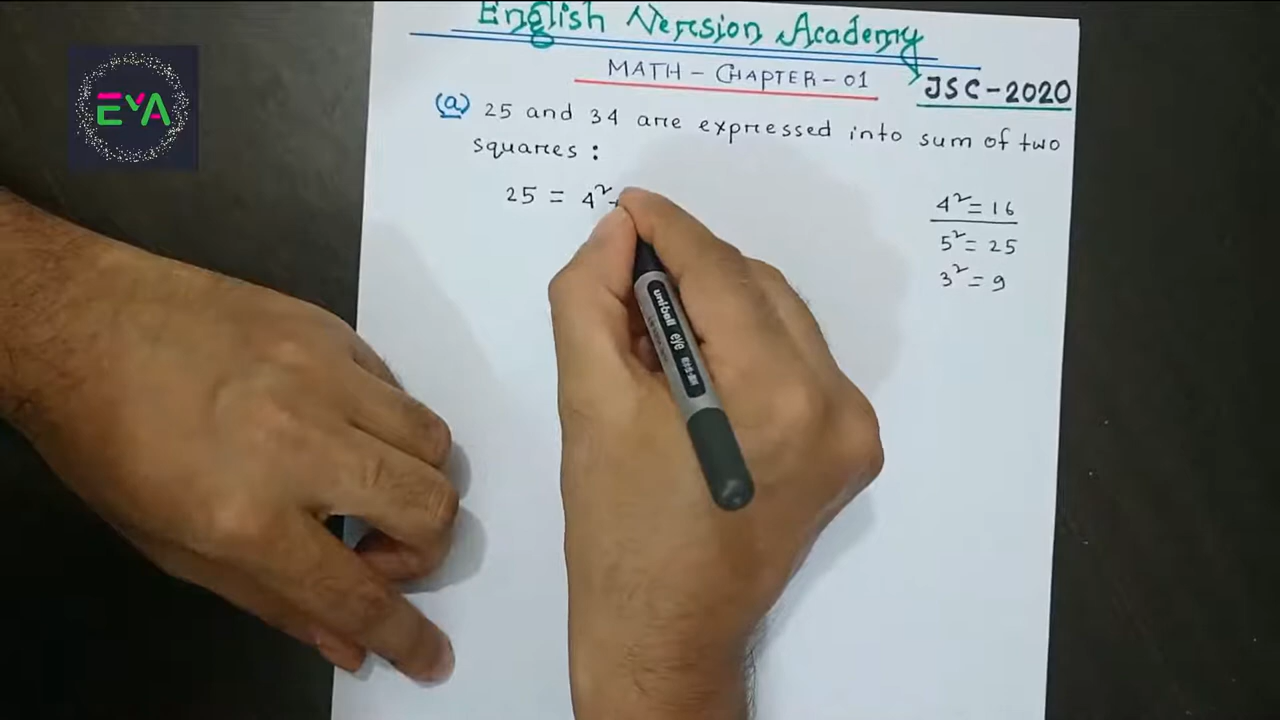 English Version Academy
EYA
MATH - CHAPTER - 01
JSC - 2020
(a) 25 and 34 are expressed into sum of two
squares :
25 = 4² +
4² = 16
5² = 25
3² = 9
uniball eye